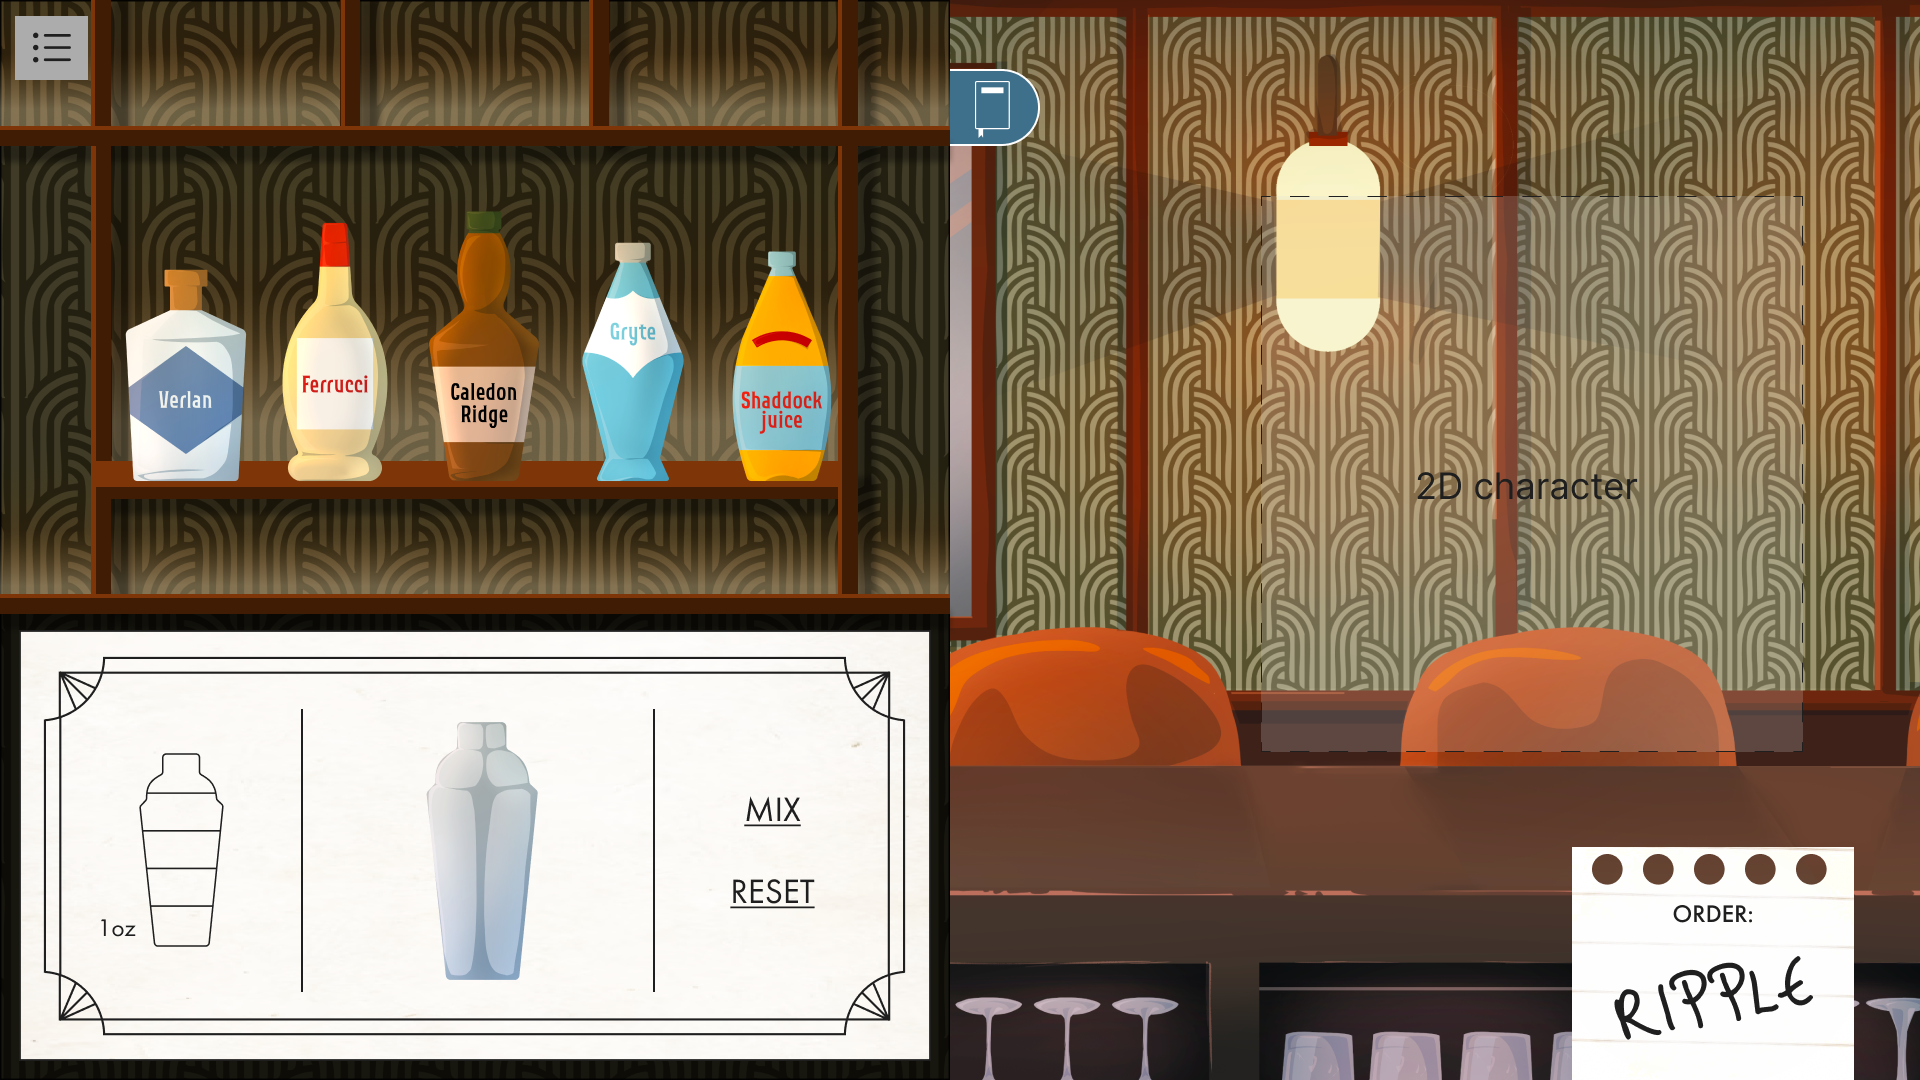 Verlan
Ferrucci
Caledon
Ridge
Gryte
Shaddock
juice
2D character
1oz
MIX
RESET
ORDER:
RIPPLE